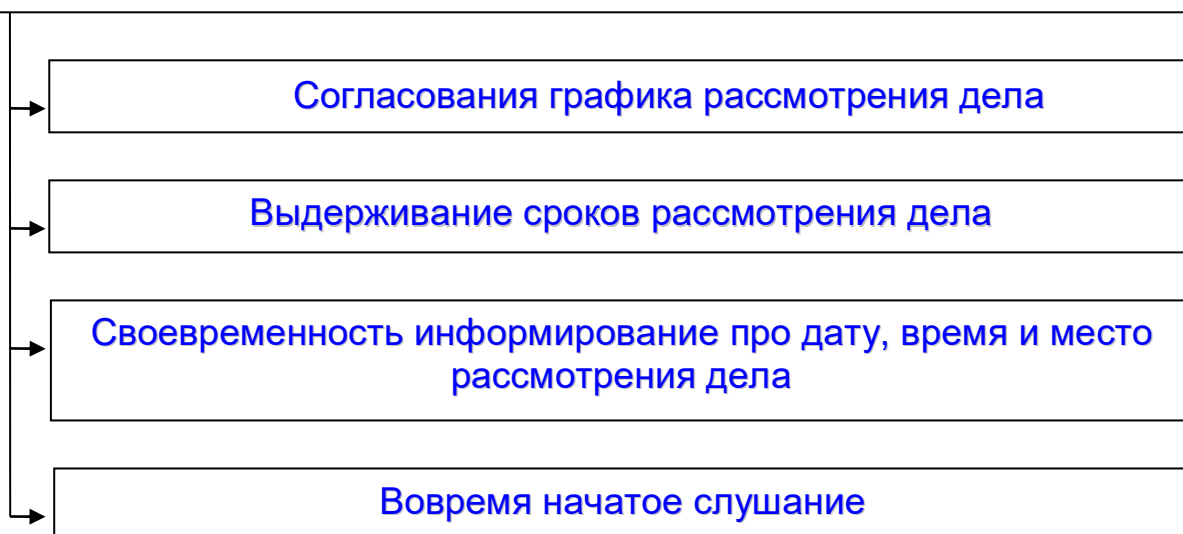 Согласования графика рассмотрения дела
Выдерживание сроков рассмотрения дела
Своевременность информирование про дату, время и место
рассмотрения дела
Вовремя начатое слушание